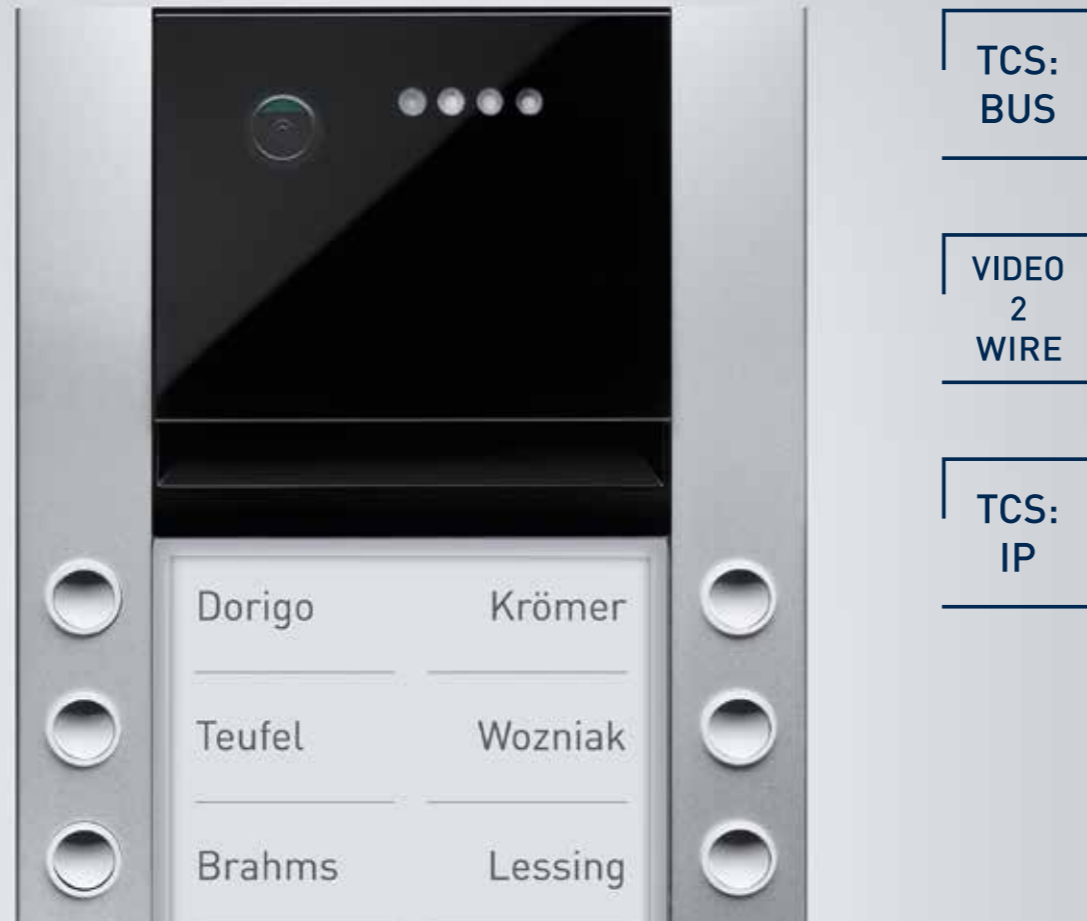 TCS:
BUS
VIDEO
2
WIRE
TCS:
IP
Dorigo
Krömer
Teufel
Wozniak
Brahms
Lessing